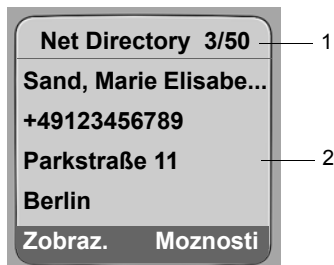 Net Directory 3/50
1
Sand, Marie Elisabe...
+49123456789
Parkstraße 11
2
Berlin
Zobraz. Moznosti